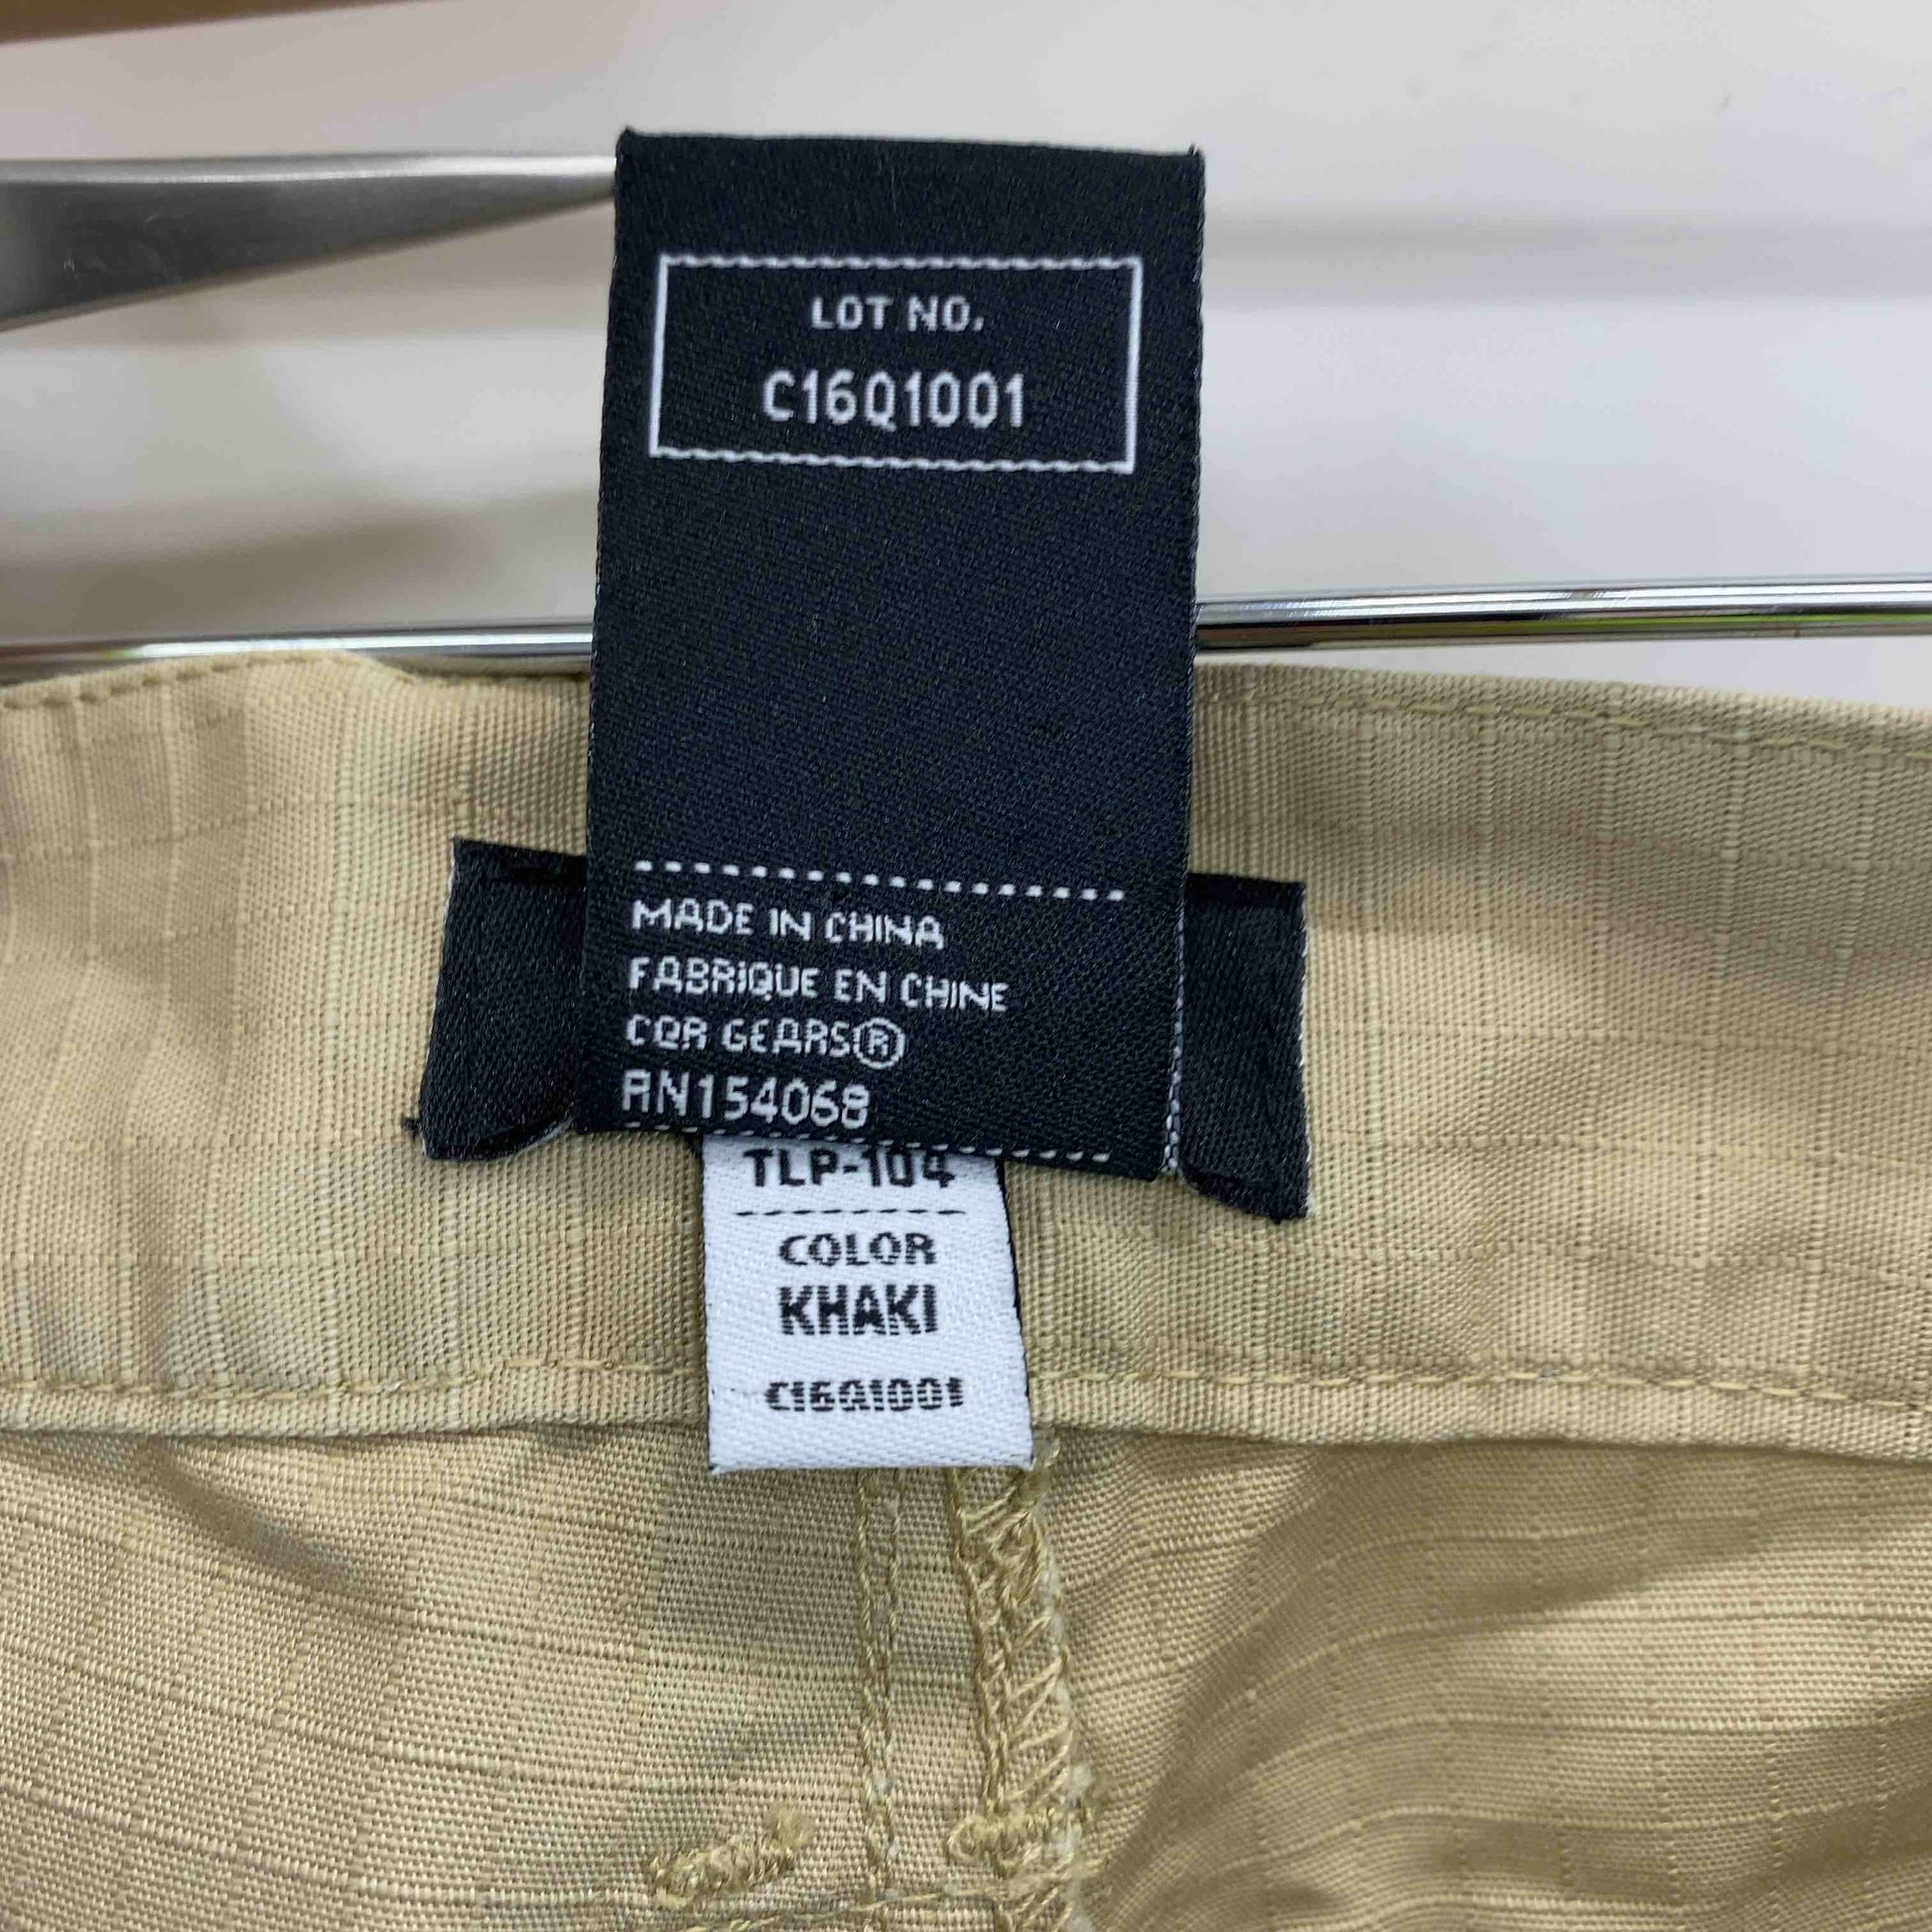 LOT NO.
C16Q1001
MADE IN CHINA
FABRIQUE EN CHINE
CQR GEARS®
RN154068
TLP-104
COLOR
KHAKI
C16Q1001